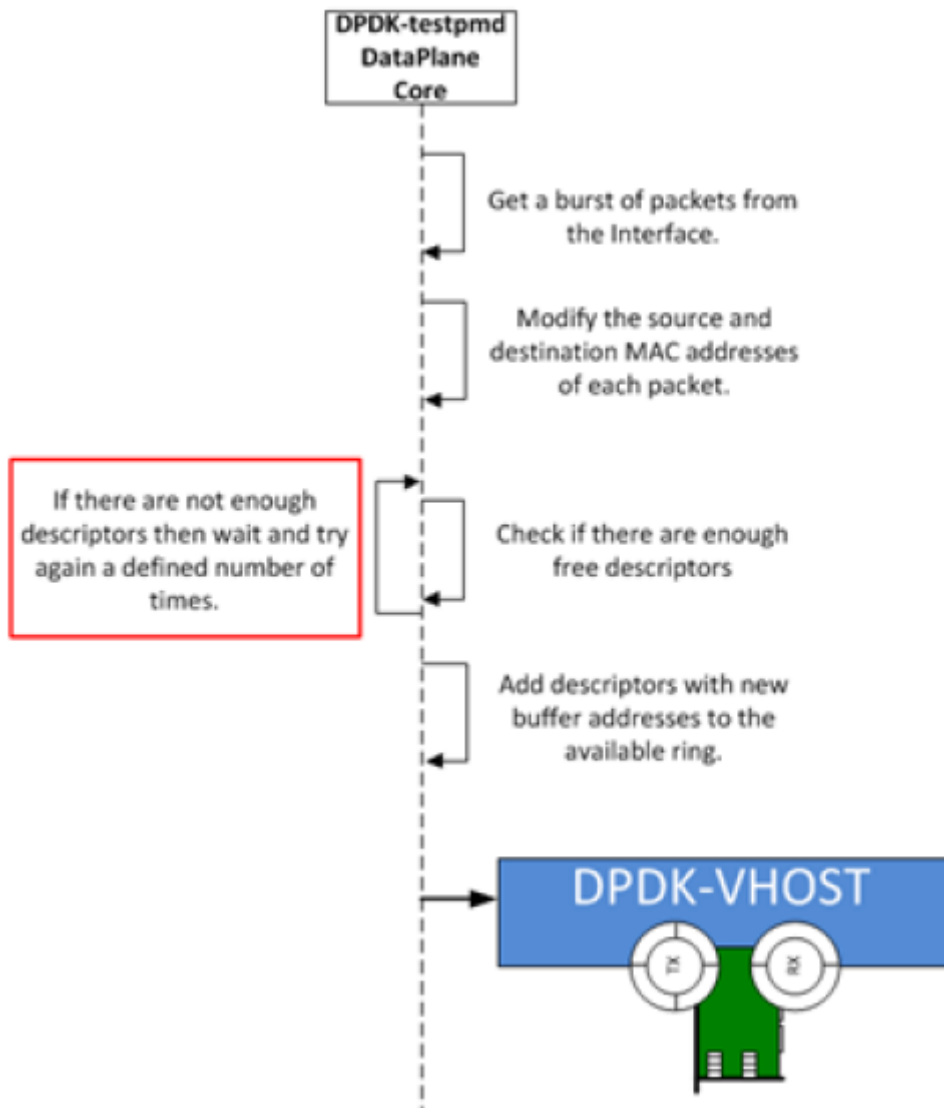 DPDK-testpmd
DataPlane
Core
Get a burst of packets from
the Interface.
Modify the source and
destination MAC addresses
of each packet.
If there are not enough
descriptors then wait and try
again a defined number of
times.
Check if there are enough
free descriptors
Add descriptors with new
buffer addresses to the
available ring.
DPDK-VHOST
TX
RX